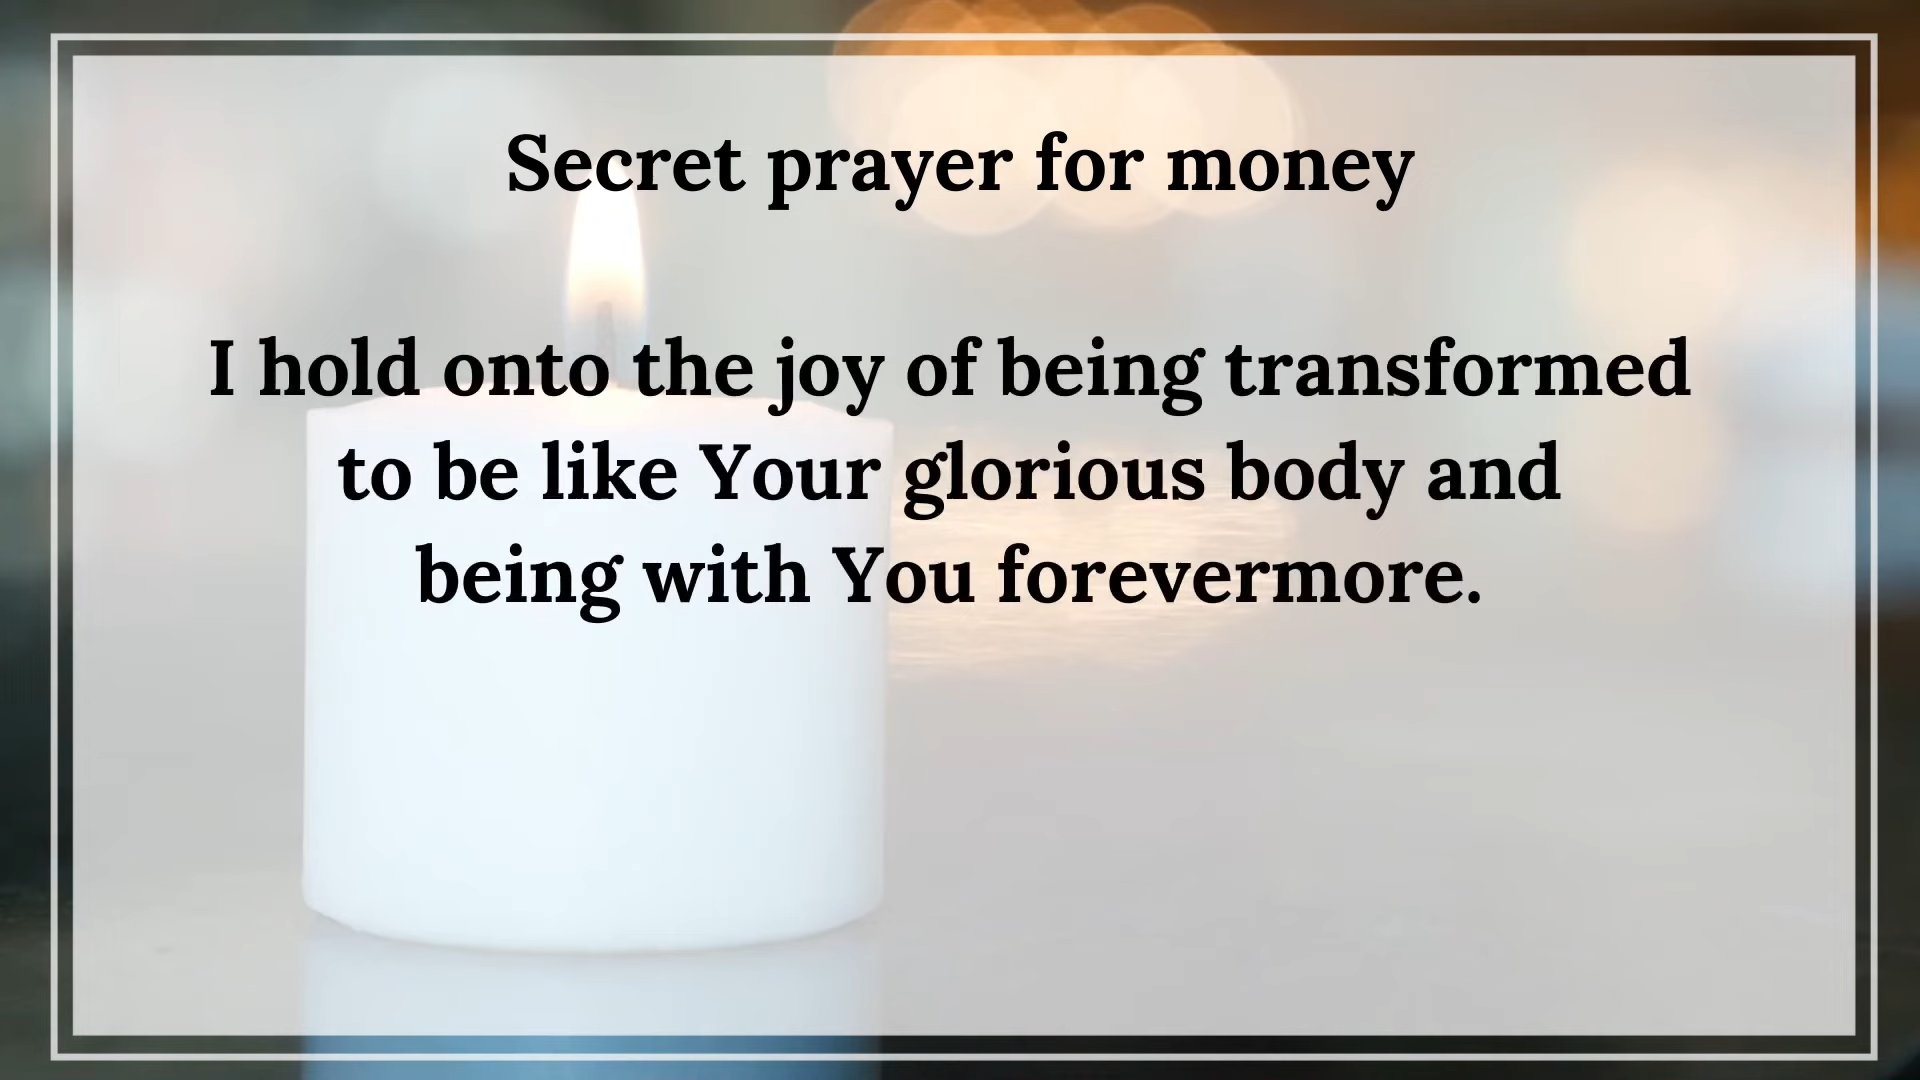 Secret prayer for money
I hold onto the joy of being transformed
to be like Your glorious body and
being with You forevermore.